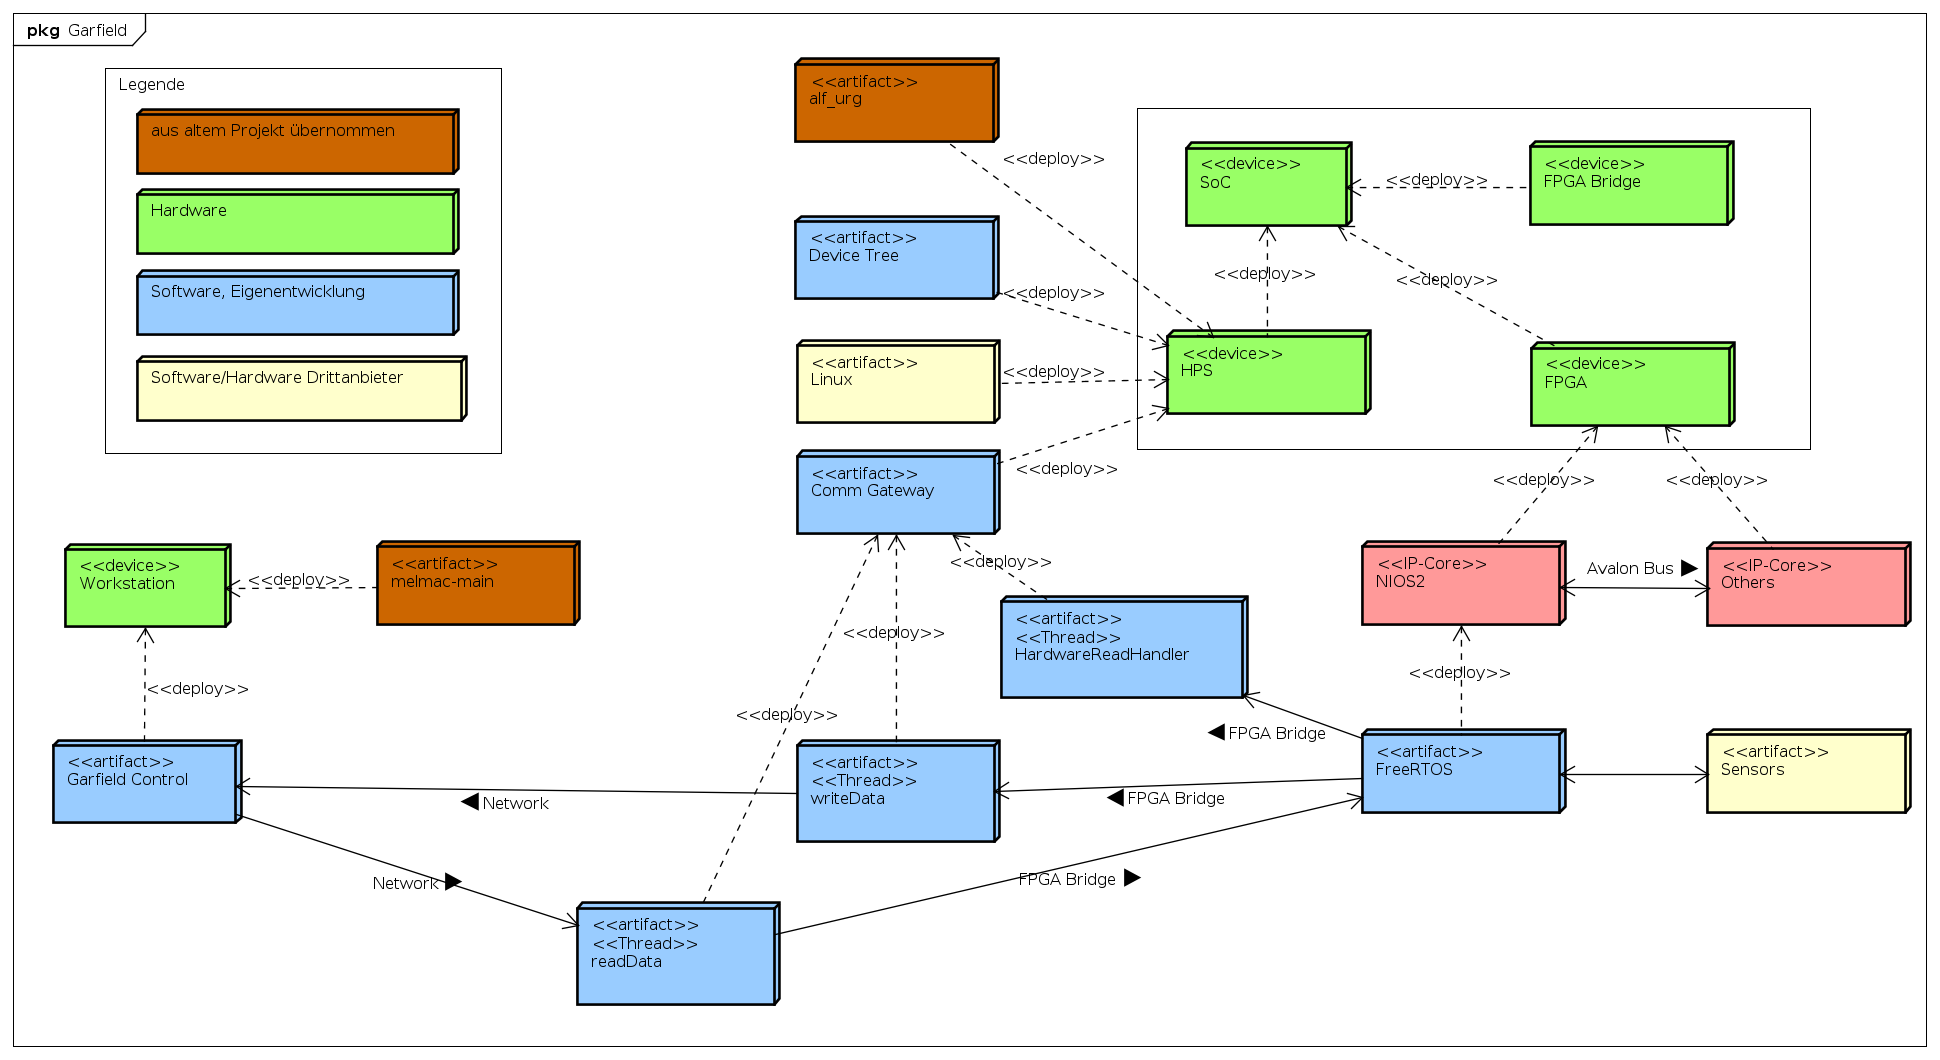 pkg Garfield
Legende
aus altem Projekt übernommen
Hardware
Software, Eigenentwicklung
Software/Hardware Drittanbieter
<<artifact>>
alf_urg
<<deploy>>
<<device>>
SoC
<<deploy>>
<<device>>
FPGA Bridge
<<artifact>>
Device Tree
<<deploy>>
<<deploy>>
<<deploy>>
<<artifact>>
Linux
<<deploy>>
<<device>>
HPS
<<device>>
FPGA
<<artifact>>
Comm Gateway
<<deploy>>
<<deploy>>
<<deploy>>
<<device>>
Workstation
<<deploy>>
<<artifact>>
melmac-main
<<deploy>>
<<IP-Core>>
NIOS2
Avalon Bus
<<IP-Core>>
Others
<<deploy>>
<<artifact>>
<<Thread>>
HardwareReadHandler
<<deploy>>
<<deploy>>
<<deploy>>
FPGA Bridge
<<artifact>>
Garfield Control
Network
<<artifact>>
<<Thread>>
writeData
FPGA Bridge
<<artifact>>
FreeRTOS
<<artifact>>
Sensors
Network
FPGA Bridge
<<artifact>>
<<Thread>>
readData